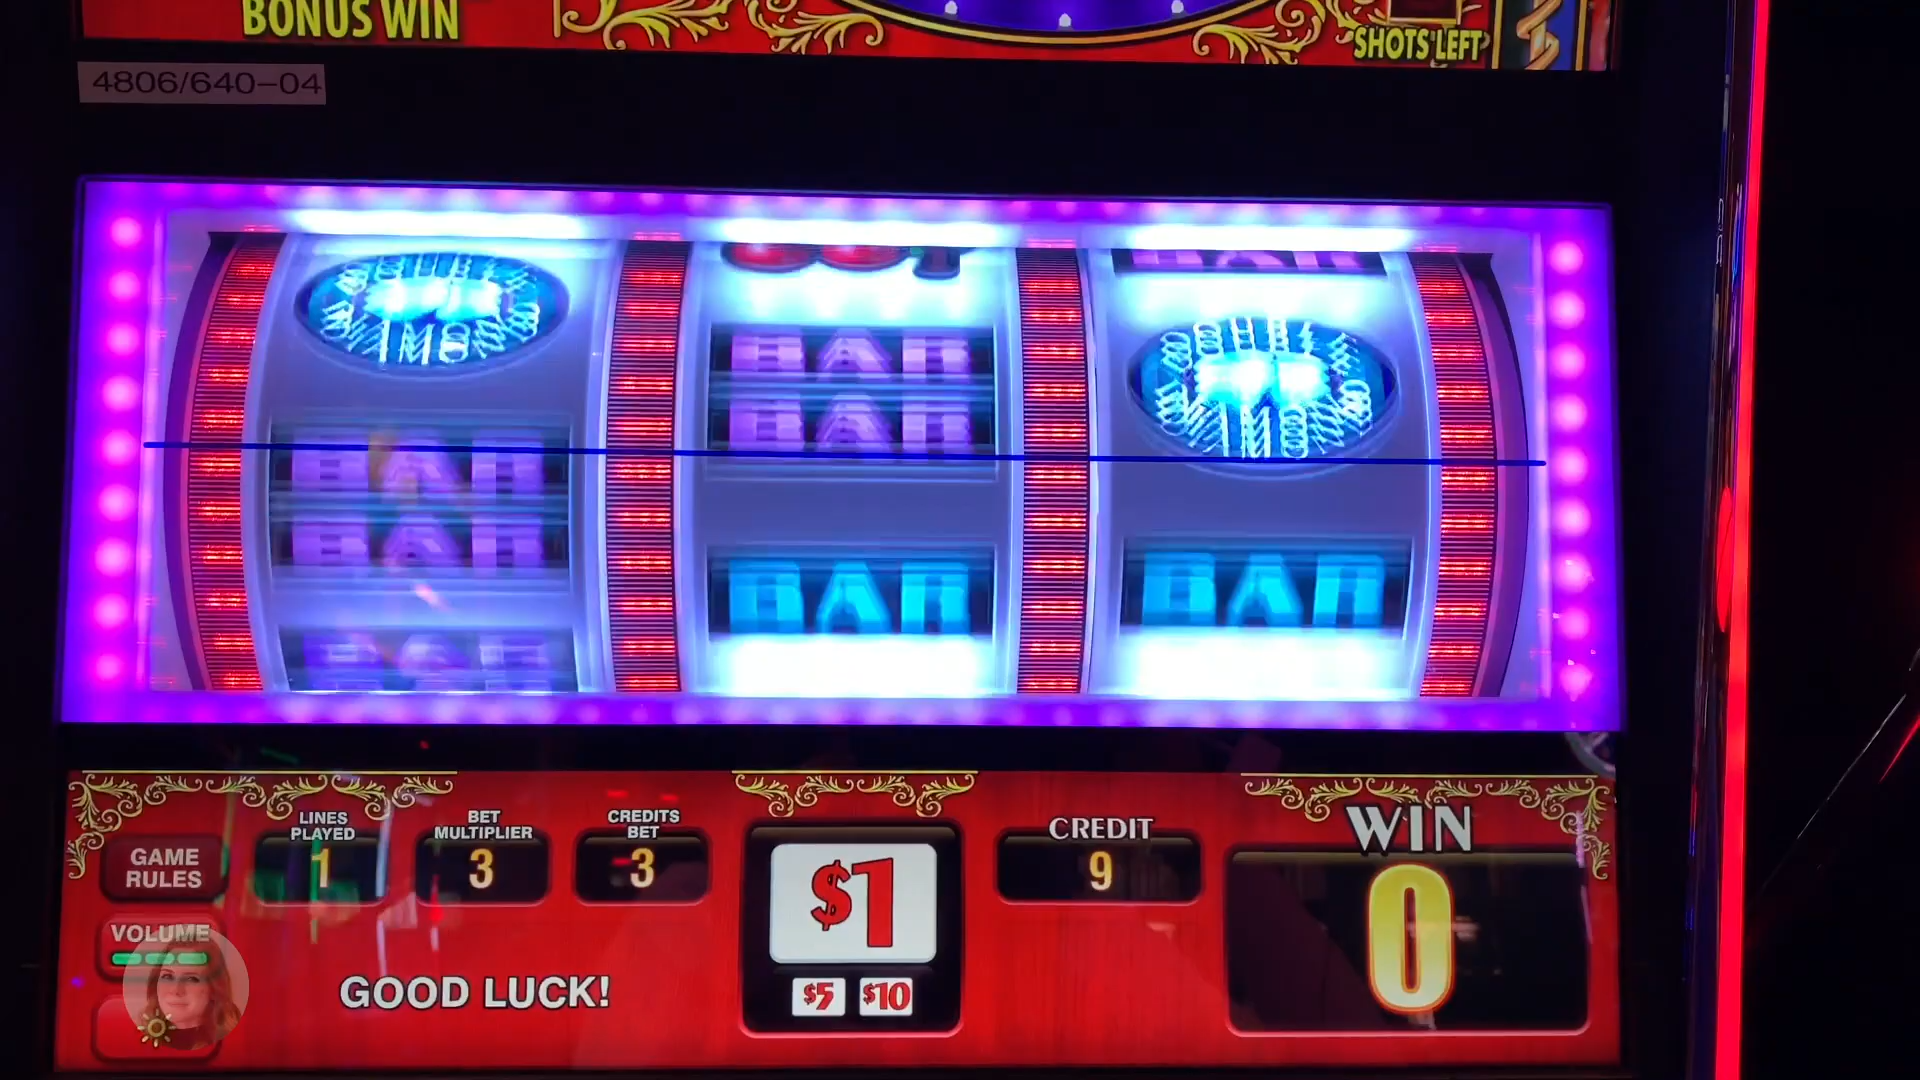 BONUS WIN
SHOTS LEFT
4806/640-04
BAR
BAR
BAR
BAR
BAR
BAR
LINES
PLAYED
1
BET
MULTIPLIER
3
CREDITS
BET
3
$1
$5 $10
CREDIT
9
WIN
0
GAME
RULES
VOLUME
GOOD LUCK!